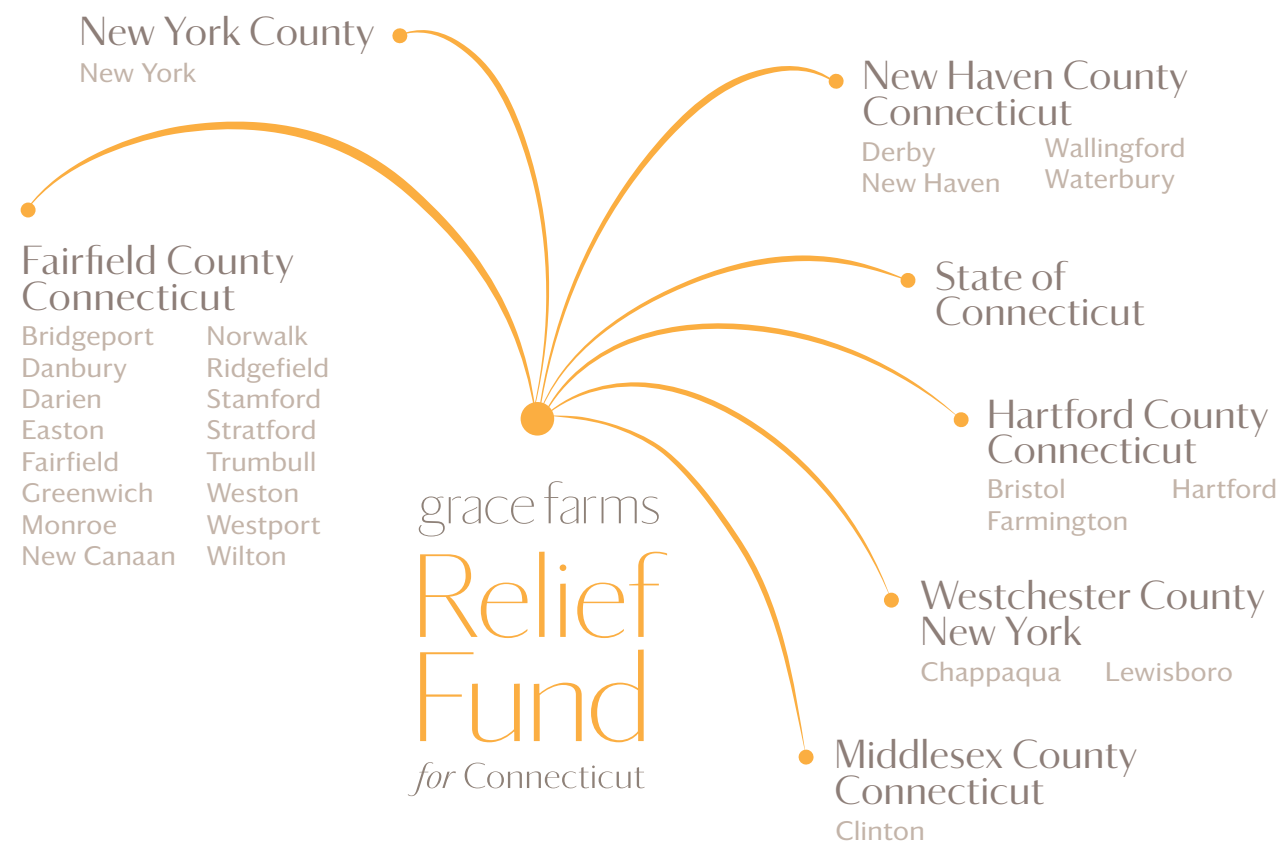 New York County
New York
New Haven County
Connecticut
Derby
New Haven
Wallingford
Waterbury
Fairfield County
Connecticut
Bridgeport
Danbury
Darien
Easton
Fairfield
Greenwich
Monroe
New Canaan
Norwalk
Ridgefield
Stamford
Stratford
Trumbull
Weston
Westport
Wilton
State of
Connecticut
Hartford County
Connecticut
Bristol
Farmington
Hartford
grace farms
Relief
Fund
for Connecticut
Westchester County
New York
Chappaqua
Lewisboro
Middlesex County
Connecticut
Clinton